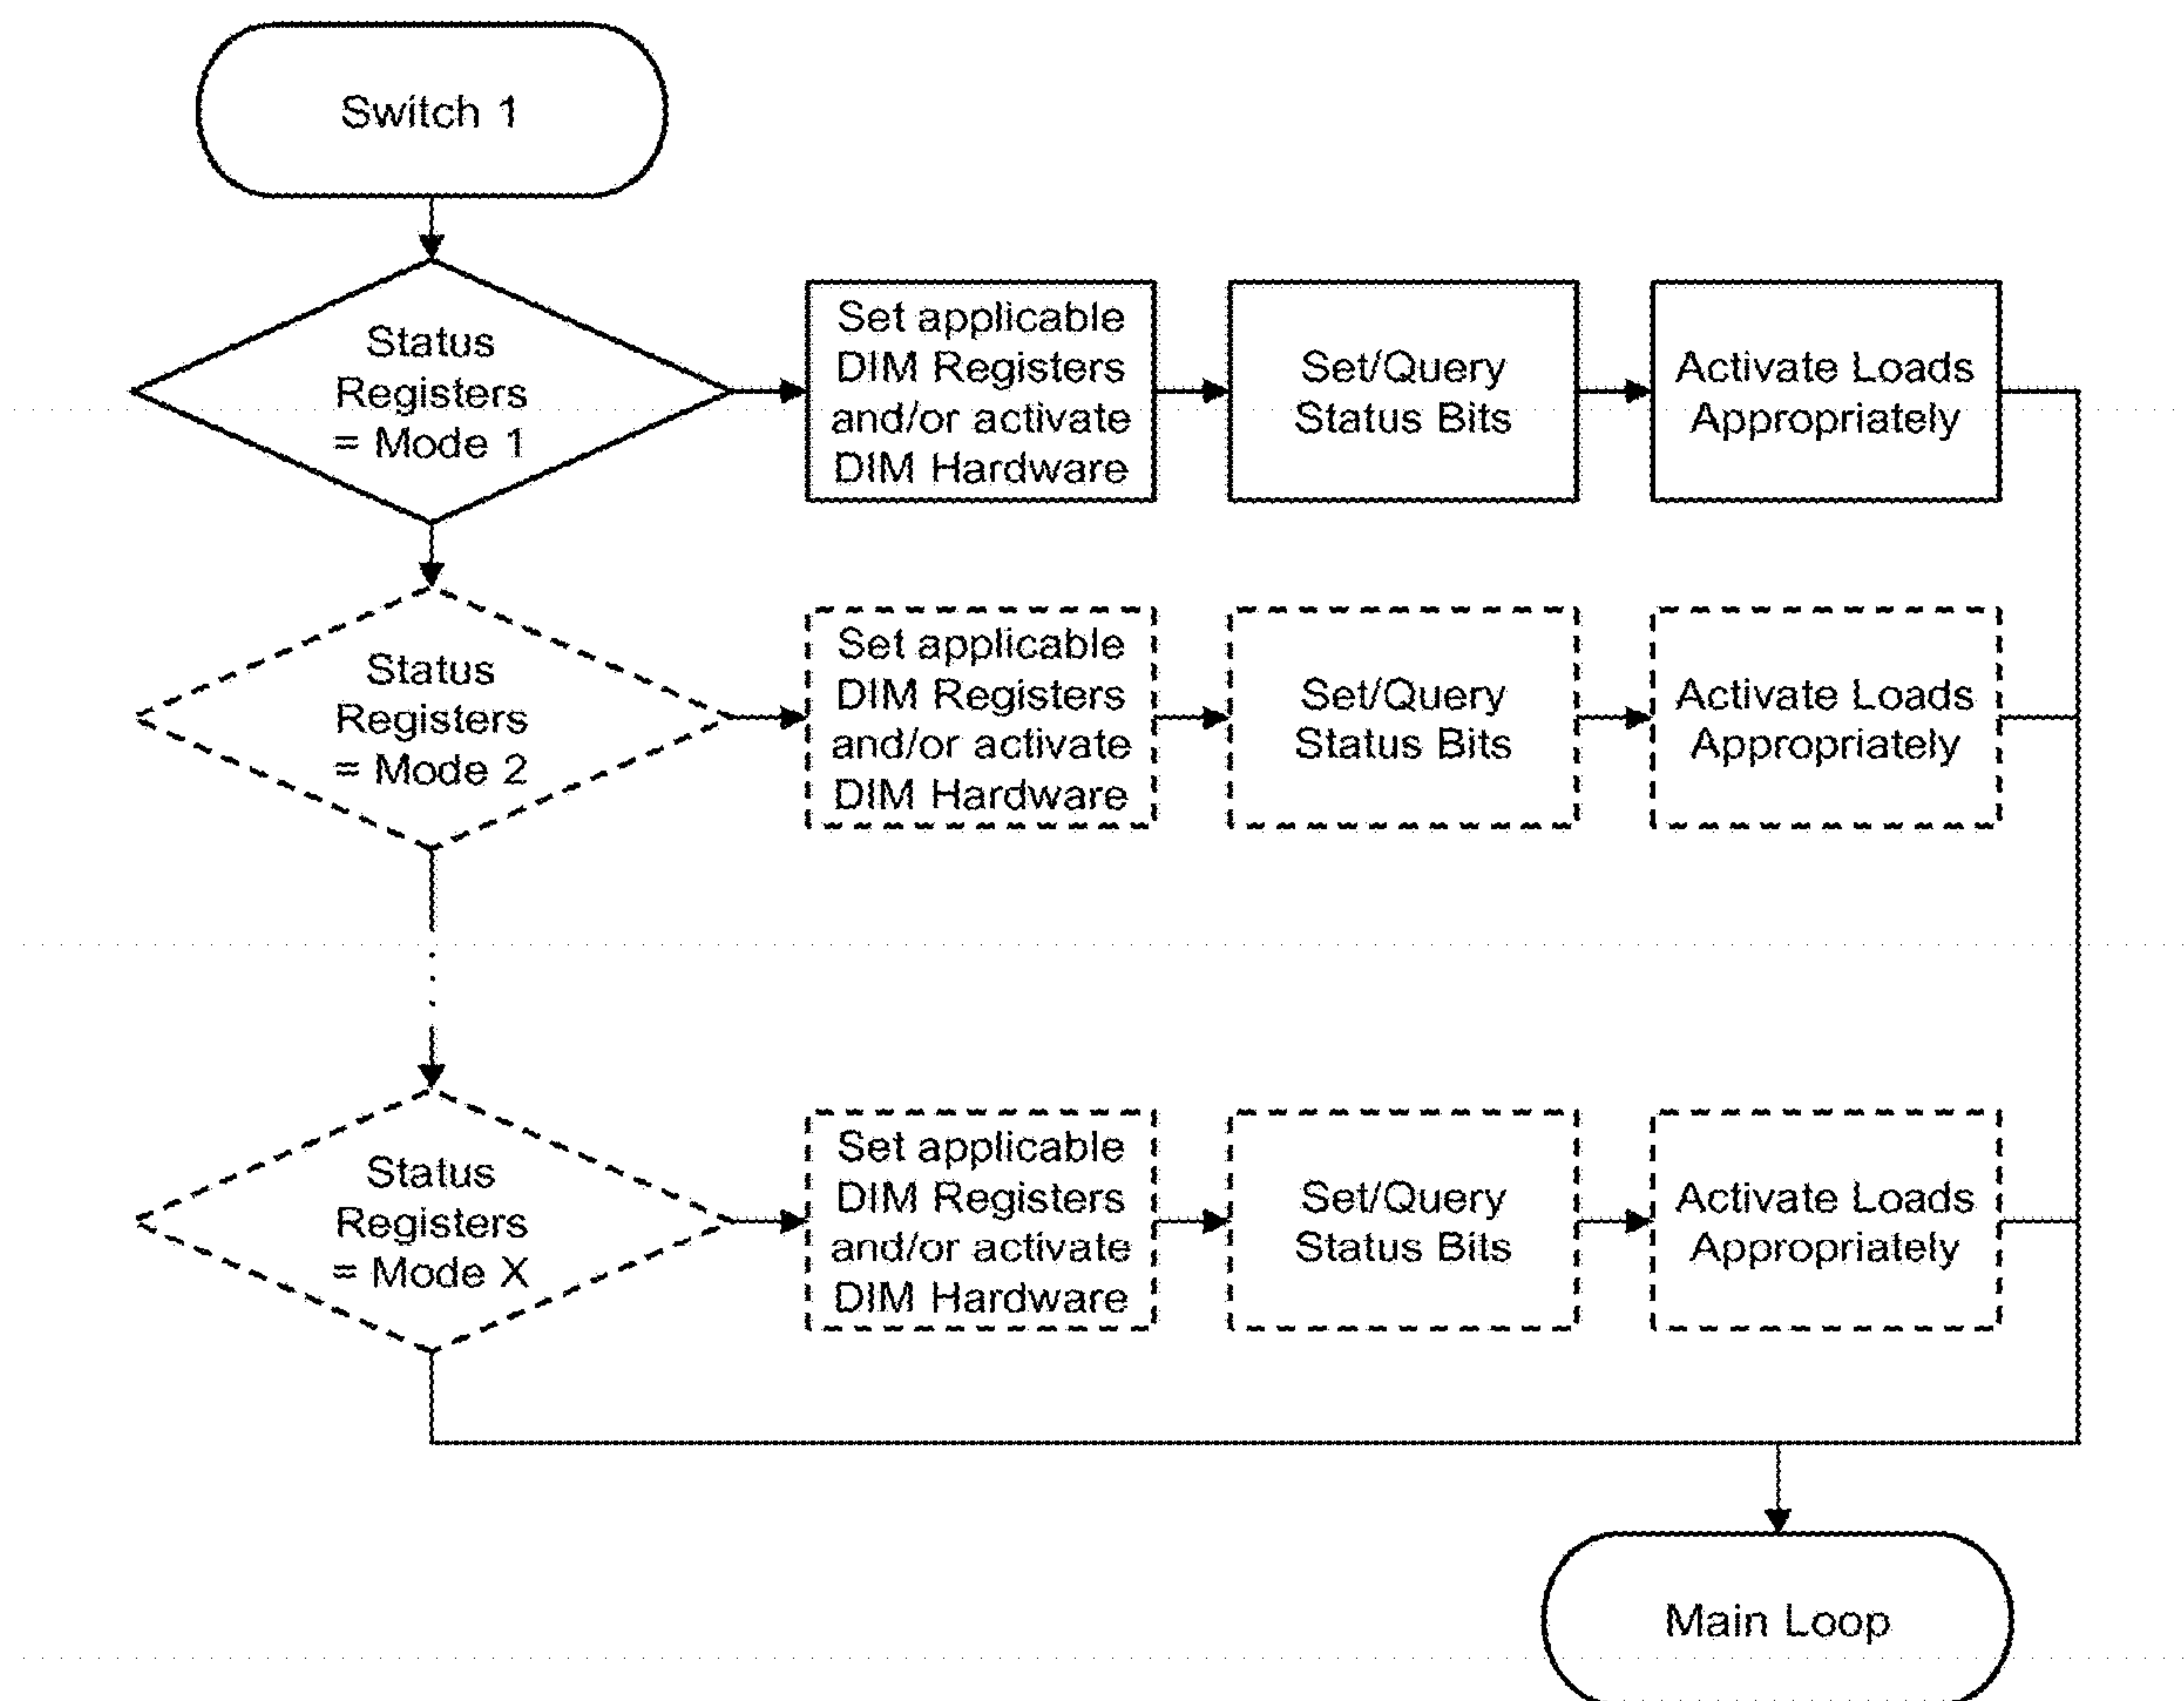 Switch 1
Status
Registers
= Mode 1
Set applicable
DIM Registers
and/or activate
DIM Hardware
Set/Query
Status Bits
Activate Loads
Appropriately
Status
Registers
= Mode 2
Set applicable
DIM Registers
and/or activate
DIM Hardware
Set/Query
Status Bits
Activate Loads
Appropriately
Status
Registers
= Mode X
Set applicable
DIM Registers
and/or activate
DIM Hardware
Set/Query
Status Bits
Activate Loads
Appropriately
Main Loop